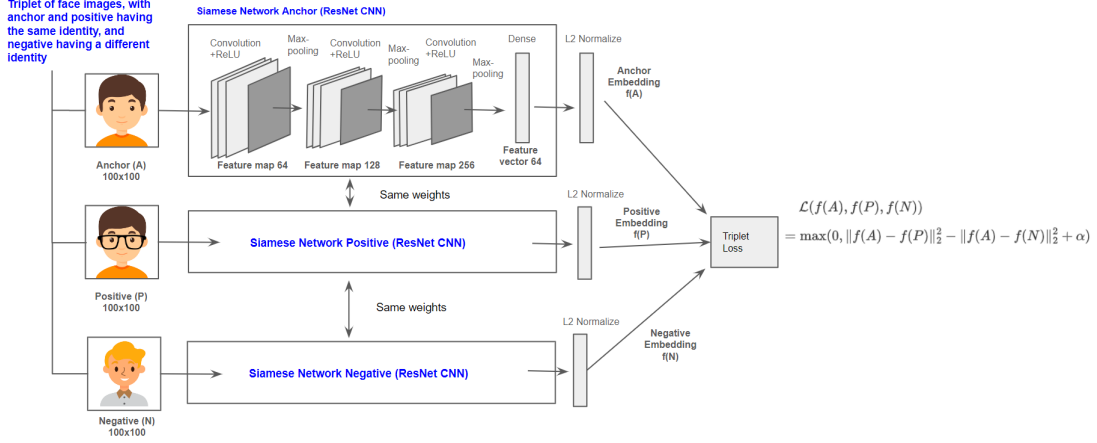 Triplet of face images, with
anchor and positive having
the same identity, and
negative having a different
identity
Siamese Network Anchor (ResNet CNN)
Convolution
+ReLU
Max-
pooling
Convolution
+ReLU
Max-
pooling
Convolution
+ReLU
Max-
pooling
Dense
L2 Normalize
Feature map 64
Feature map 128
Feature map 256
Feature
vector 64
Anchor
Embedding
f(A)
Anchor (A)
100x100
Same weights
L2 Normalize
Siamese Network Positive (ResNet CNN)
Positive
Embedding
f(P)
Positive (P)
100x100
Triplet
Loss
ℒ(f(A), f(P), f(N))
= max(0, ‖f(A) − f(P)‖₂² − ‖f(A) − f(N)‖₂² + α)
Same weights
L2 Normalize
Siamese Network Negative (ResNet CNN)
Negative
Embedding
f(N)
Negative (N)
100x100